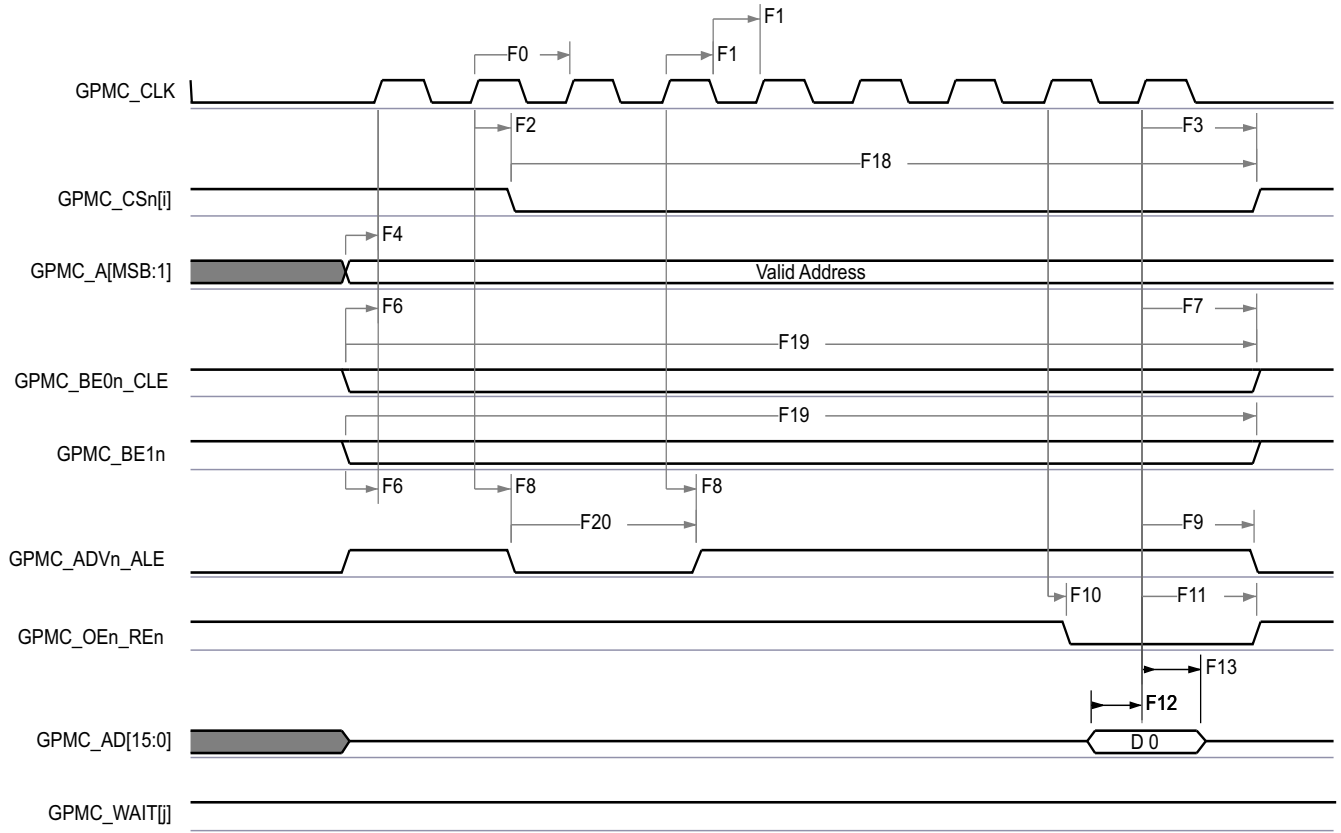 F1
F0
F1
GPMC_CLK
F2
F3
F18
GPMC_CSn[i]
F4
GPMC_A[MSB:1]
Valid Address
F6
F7
F19
GPMC_BE0n_CLE
F19
GPMC_BE1n
F6
F8
F8
F20
F9
GPMC_ADVn_ALE
F10
F11
GPMC_OEn_REn
F13
F12
GPMC_AD[15:0]
D 0
GPMC_WAIT[j]